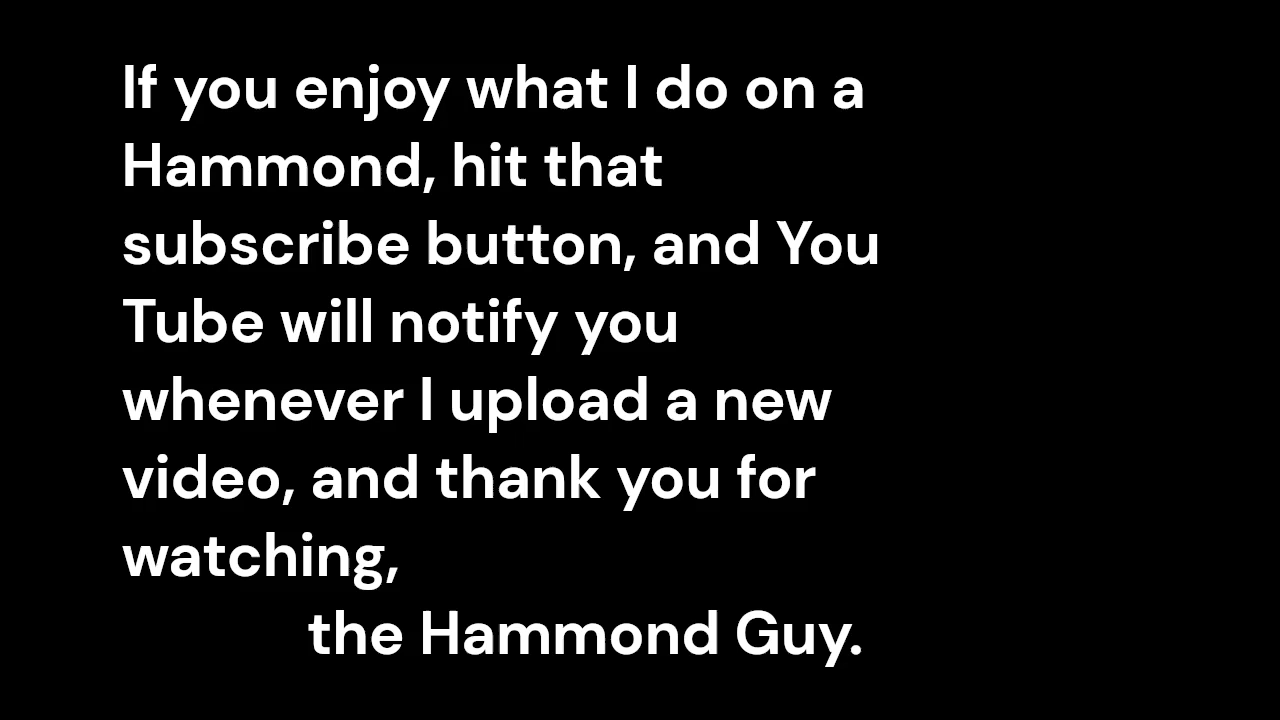 If you enjoy what I do on a
Hammond, hit that
subscribe button, and You
Tube will notify you
whenever I upload a new
video, and thank you for
watching,
the Hammond Guy.